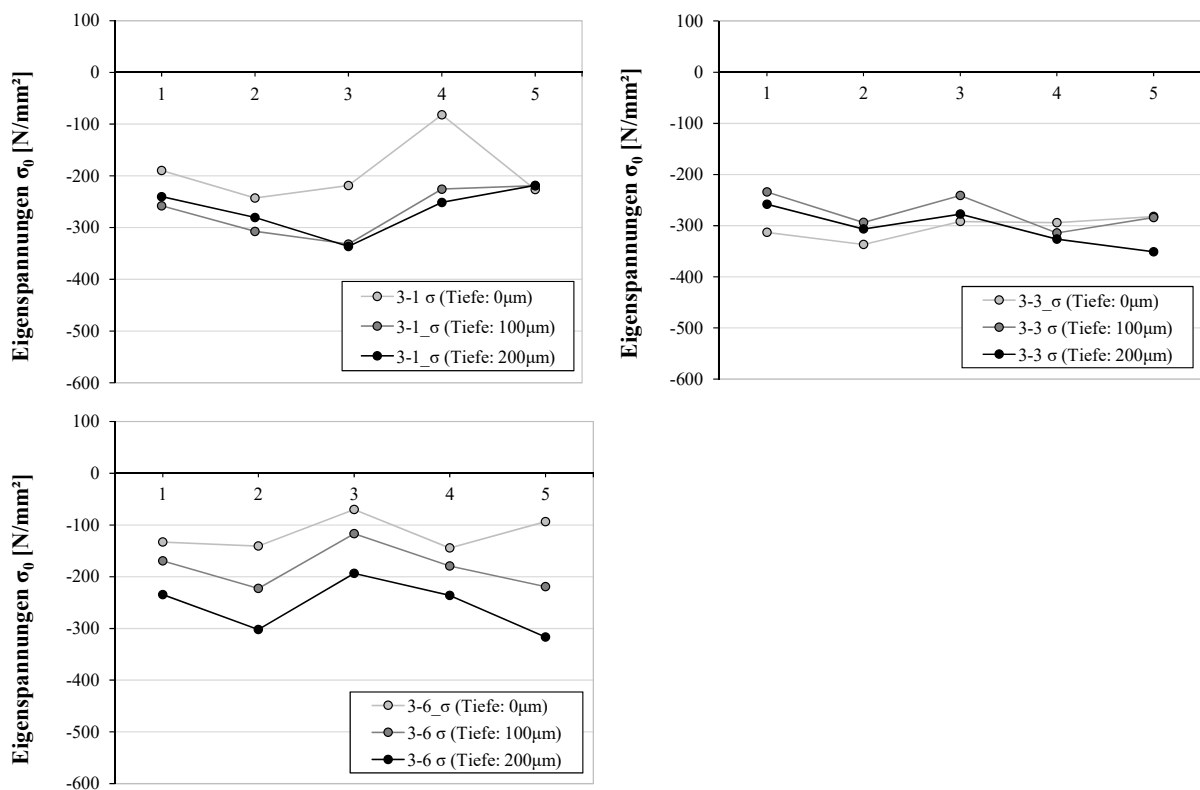 Eigenspannungen σ0 [N/mm²]
100
0
-100
-200
-300
-400
-500
-600
1 2 3 4 5
3-1 σ (Tiefe: 0µm)
3-1_σ (Tiefe: 100µm)
3-1_σ (Tiefe: 200µm)
Eigenspannungen σ0 [N/mm²]
100
0
-100
-200
-300
-400
-500
-600
1 2 3 4 5
3-3_σ (Tiefe: 0µm)
3-3 σ (Tiefe: 100µm)
3-3 σ (Tiefe: 200µm)
Eigenspannungen σ0 [N/mm²]
100
0
-100
-200
-300
-400
-500
-600
1 2 3 4 5
3-6_σ (Tiefe: 0µm)
3-6 σ (Tiefe: 100µm)
3-6 σ (Tiefe: 200µm)